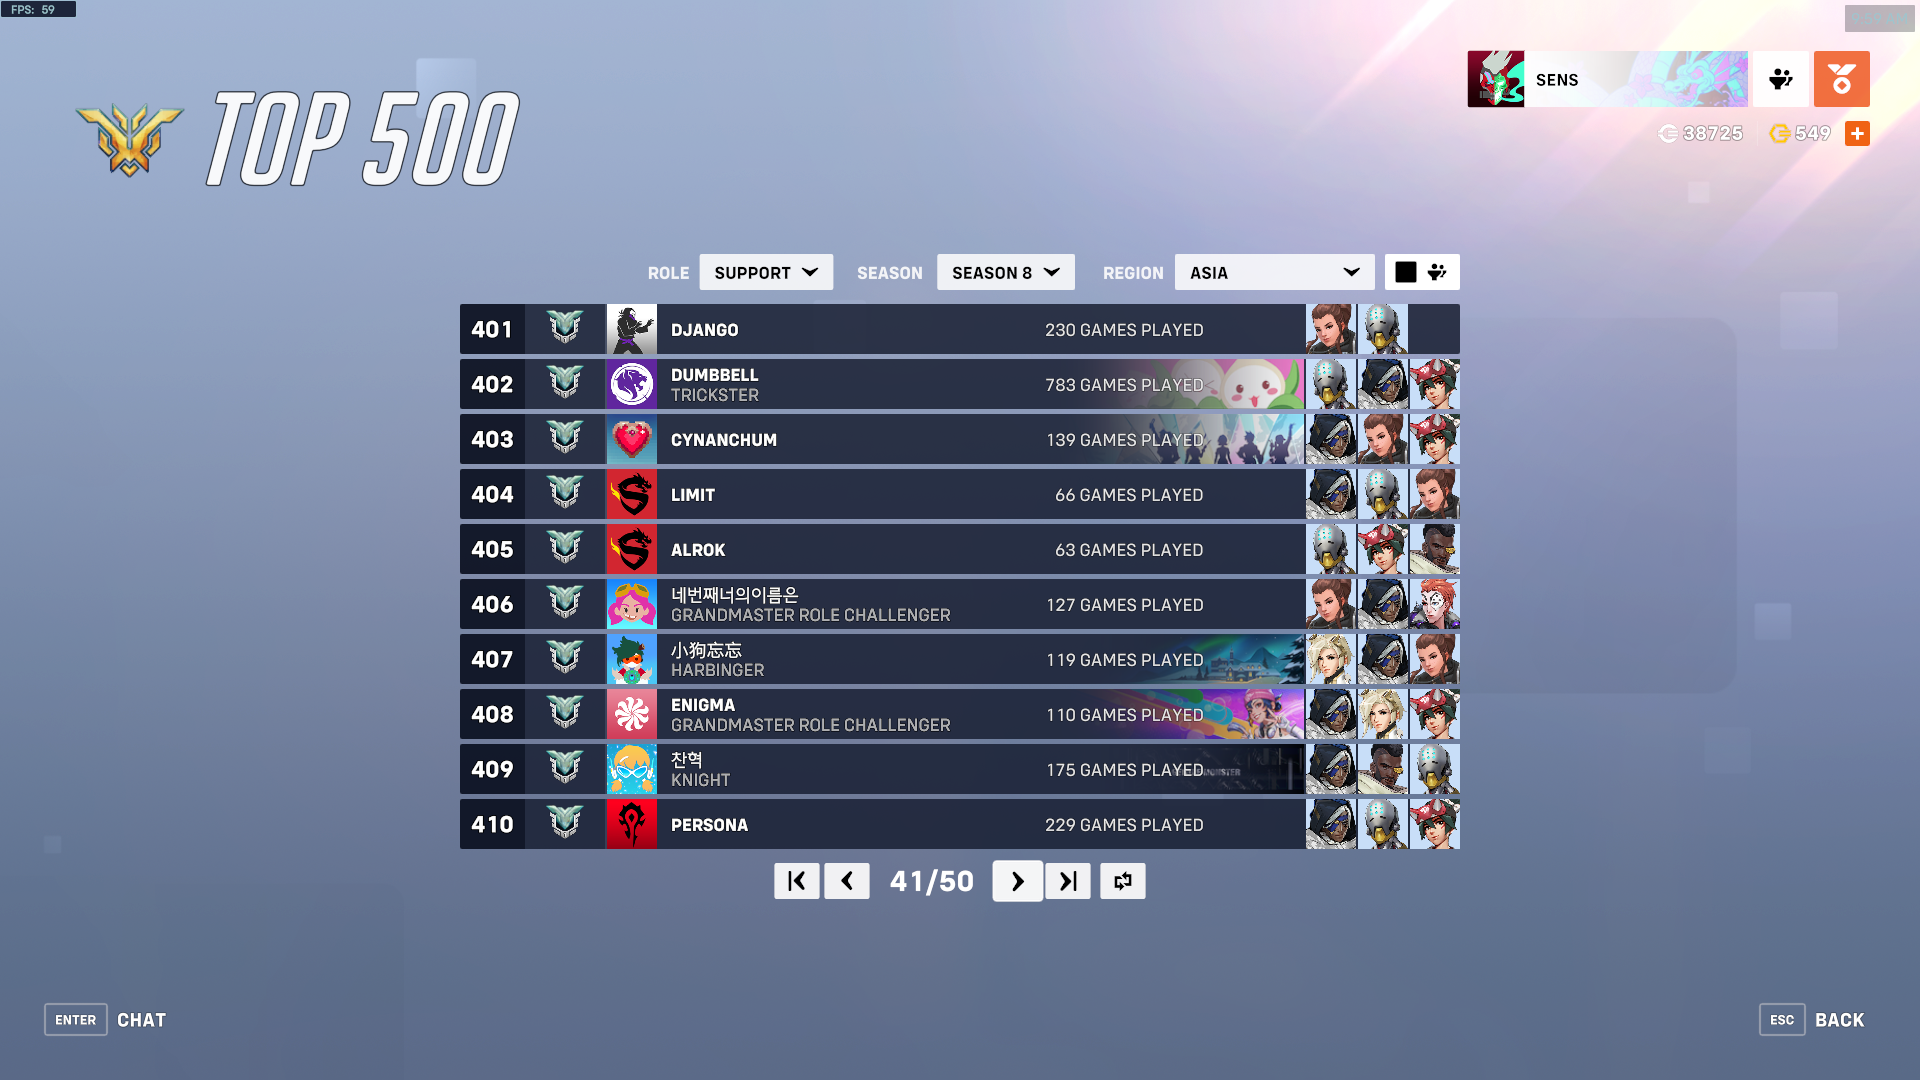 FPS: 59
TOP 500
SENS
38725
549
ROLE
SUPPORT
SEASON
SEASON 8
REGION
ASIA
401 DJANGO 230 GAMES PLAYED
402 DUMBBELL 783 GAMES PLAYED
TRICKSTER
403 CYNANCHUM 139 GAMES PLAYED
404 LIMIT 66 GAMES PLAYED
405 ALROK 63 GAMES PLAYED
406 네번째너의이름은 127 GAMES PLAYED
GRANDMASTER ROLE CHALLENGER
407 小狗忘忘 119 GAMES PLAYED
HARBINGER
408 ENIGMA 110 GAMES PLAYED
GRANDMASTER ROLE CHALLENGER
409 찬혁 175 GAMES PLAYED
KNIGHT
410 PERSONA 229 GAMES PLAYED
41/50
ENTER CHAT
ESC BACK